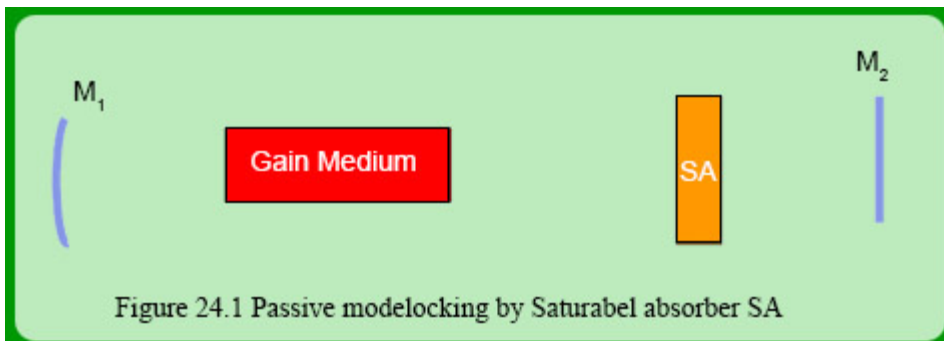 M₁
M₂
Gain Medium
SA
Figure 24.1 Passive modelocking by Saturabel absorber SA